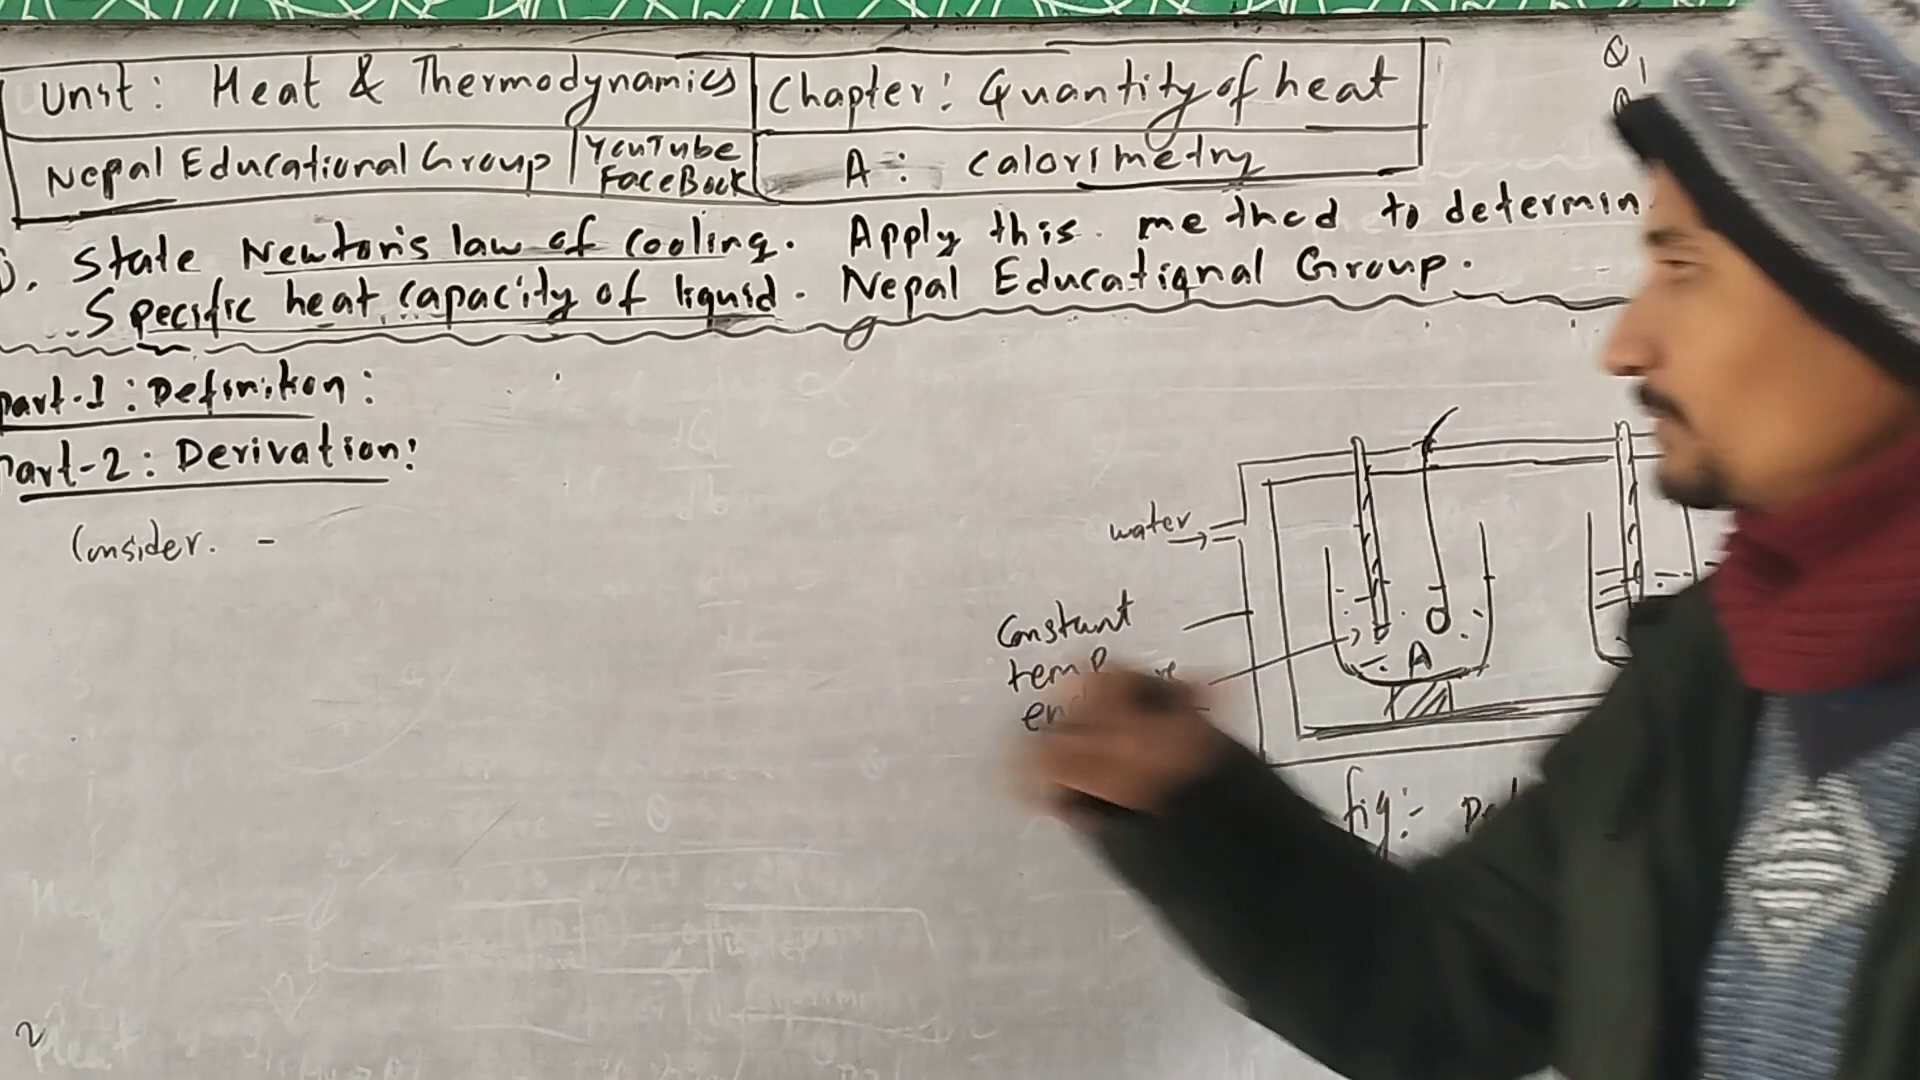 Unit: Heat & Thermodynamics
Chapter: Quantity of heat
Nepal Educational Group
YouTube
FaceBook
A: Calorimetry
State Newton's law of cooling. Apply this method to determin
Specific heat capacity of liquid. Nepal Educational Group.
Part-1: Definition:
Part-2: Derivation:
Consider. -
water
Constant
temp
A
fig:-